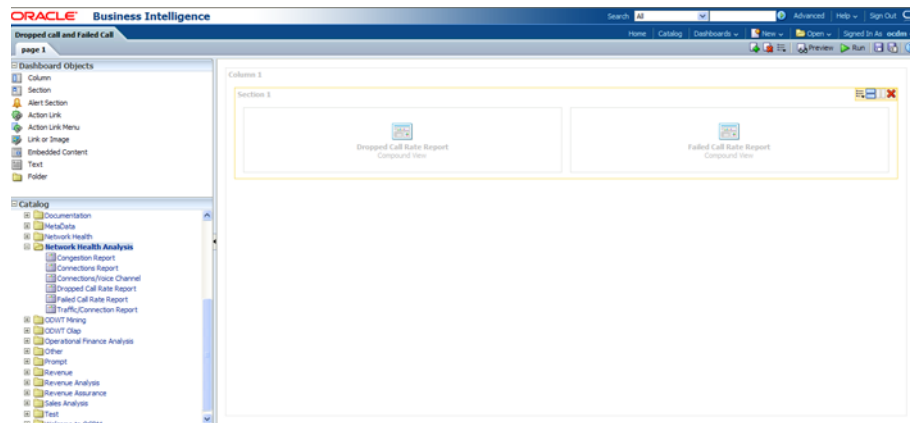 ORACLE Business Intelligence
Search All Advanced Help Sign Out
Dropped call and Failed Call
Home Catalog Dashboards New Open Signed In As ocdm
page 1
Preview Run
Dashboard Objects
Column
Section
Alert Section
Action Link
Action Link Menu
Link or Image
Embedded Content
Text
Folder
Catalog
Documentation
MetaData
Network Health
Network Health Analysis
Congestion Report
Connections Report
Connections/Voice Channel
Dropped Call Rate Report
Failed Call Rate Report
Traffic/Connection Report
ODWT Mining
ODWT Olap
Operational Finance Analysis
Other
Prompt
Revenue
Revenue Analysis
Revenue Assurance
Sales Analysis
Test
Column 1
Section 1
Dropped Call Rate Report
Compound View
Failed Call Rate Report
Compound View